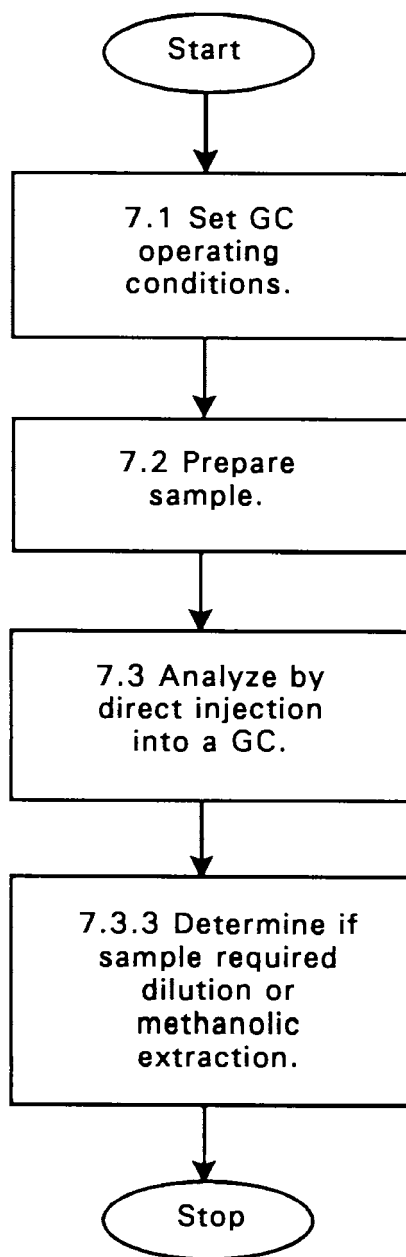 Start
7.1 Set GC
operating
conditions.
7.2 Prepare
sample.
7.3 Analyze by
direct injection
into a GC.
7.3.3 Determine if
sample required
dilution or
methanolic
extraction.
Stop